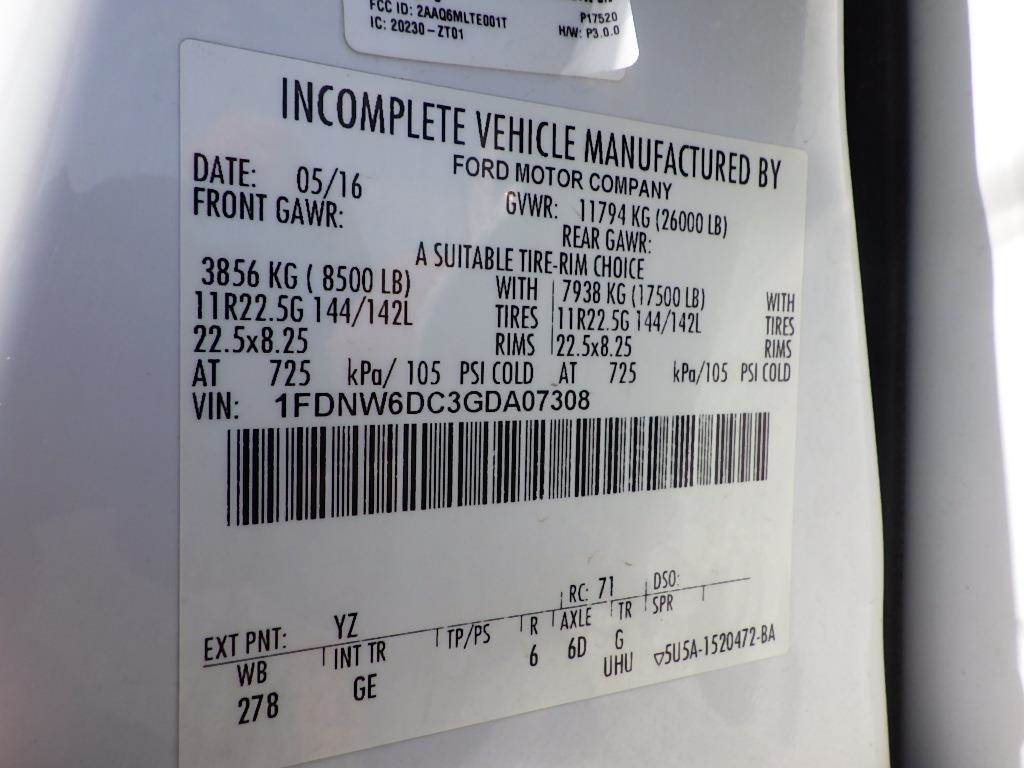 FCC ID: 2AAQ6MLTE001T P17520
IC: 20230-ZT01 H/W: P3.0.0
INCOMPLETE VEHICLE MANUFACTURED BY
FORD MOTOR COMPANY
DATE: 05/16 GVWR: 11794 KG (26000 LB)
FRONT GAWR: REAR GAWR:
A SUITABLE TIRE-RIM CHOICE
3856 KG ( 8500 LB) WITH 7938 KG (17500 LB) WITH
11R22.5G 144/142L TIRES 11R22.5G 144/142L TIRES
22.5x8.25 RIMS 22.5x8.25 RIMS
AT 725 kPa/ 105 PSI COLD AT 725 kPa/105 PSI COLD
VIN: 1FDNW6DC3GDA07308
EXT PNT: YZ RC: 71 DSO:
WB INT TR TP/PS R AXLE TR SPR
278 GE 6 6D G
UHU ▽5U5A-1520472-BA